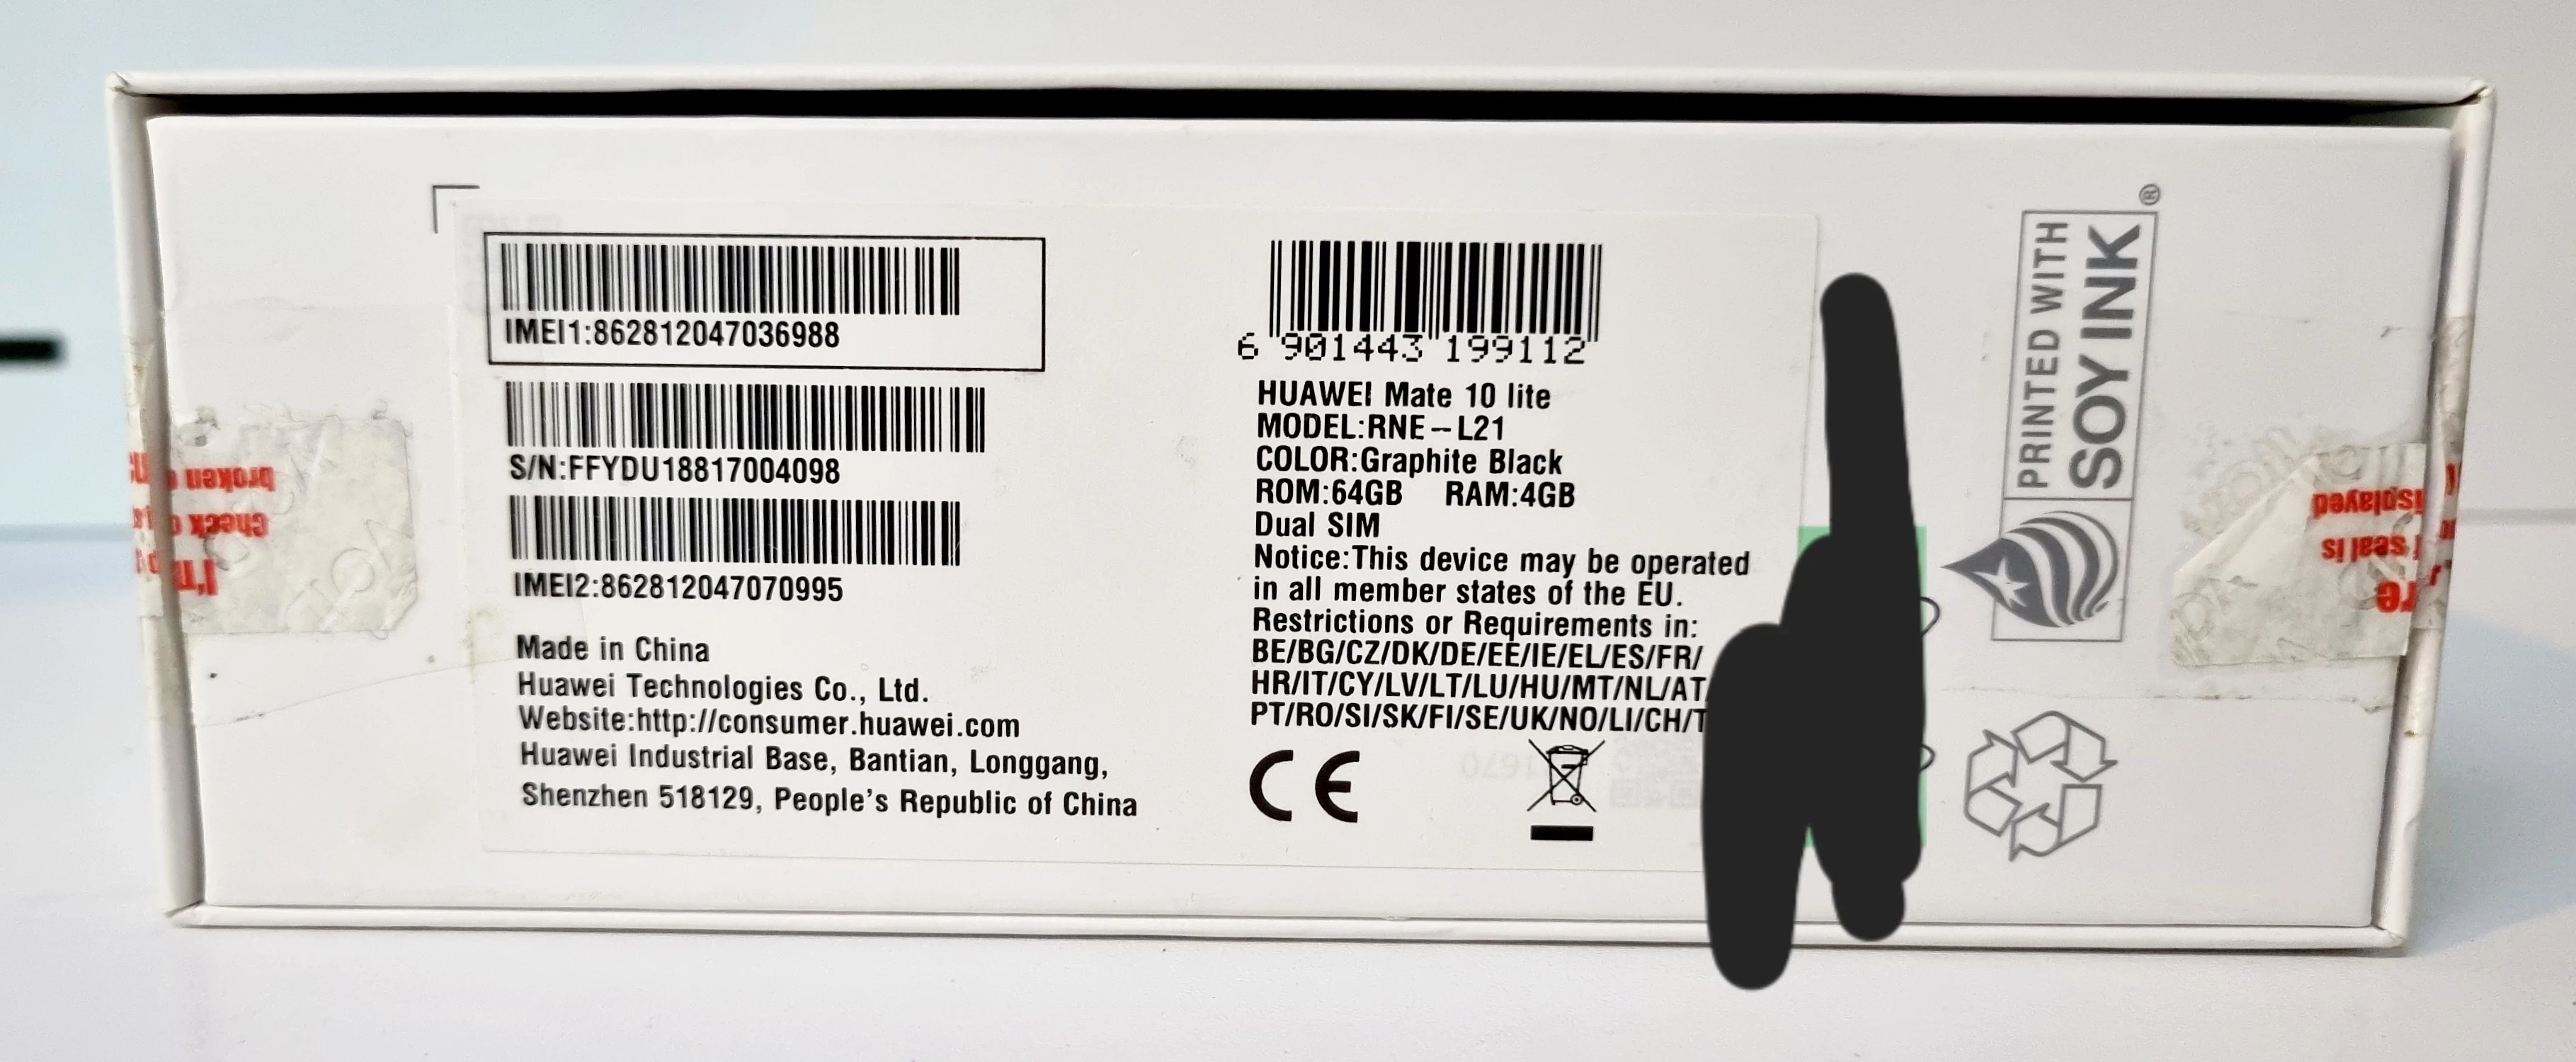 IMEI1:862812047036988
S/N:FFYDU18817004098
IMEI2:862812047070995
Made in China
Huawei Technologies Co., Ltd.
Website:http://consumer.huawei.com
Huawei Industrial Base, Bantian, Longgang,
Shenzhen 518129, People's Republic of China
6 901443 199112
HUAWEI Mate 10 lite
MODEL:RNE-L21
COLOR:Graphite Black
ROM:64GB RAM:4GB
Dual SIM
Notice:This device may be operated
in all member states of the EU.
Restrictions or Requirements in:
BE/BG/CZ/DK/DE/EE/IE/EL/ES/FR/
HR/IT/CY/LV/LT/LU/HU/MT/NL/AT
PT/RO/SI/SK/FI/SE/UK/NO/LI/CH/T
CE
PRINTED WITH
SOY INK®
I'm
Check
broken
seal is